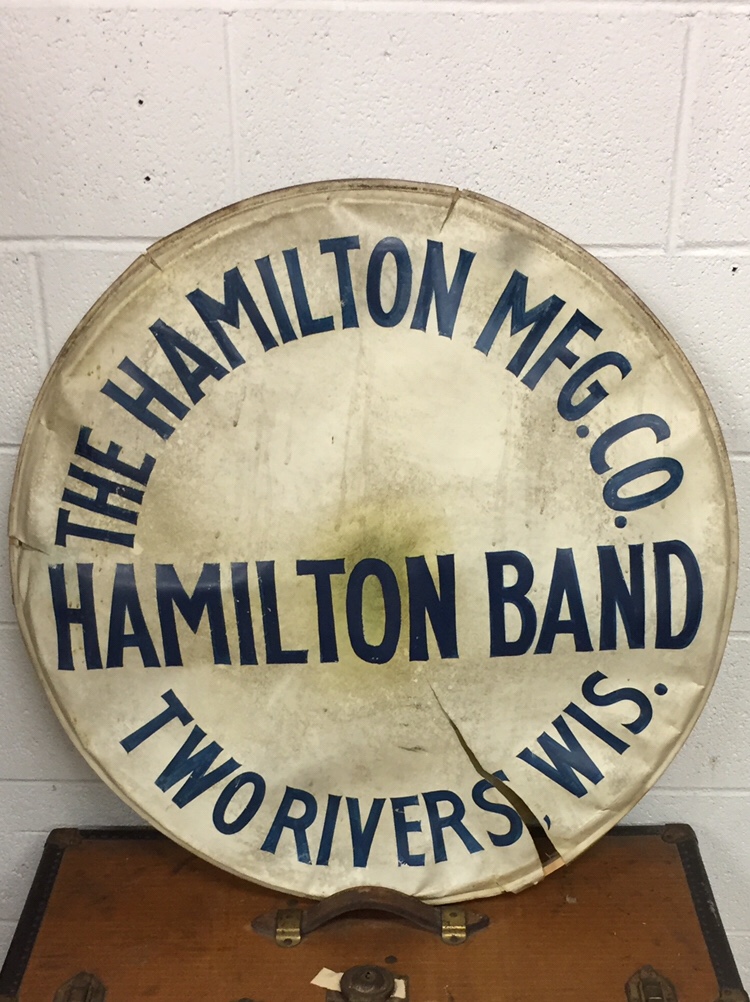 THE HAMILTON MFG. CO.
HAMILTON BAND
TWO RIVERS, WIS.